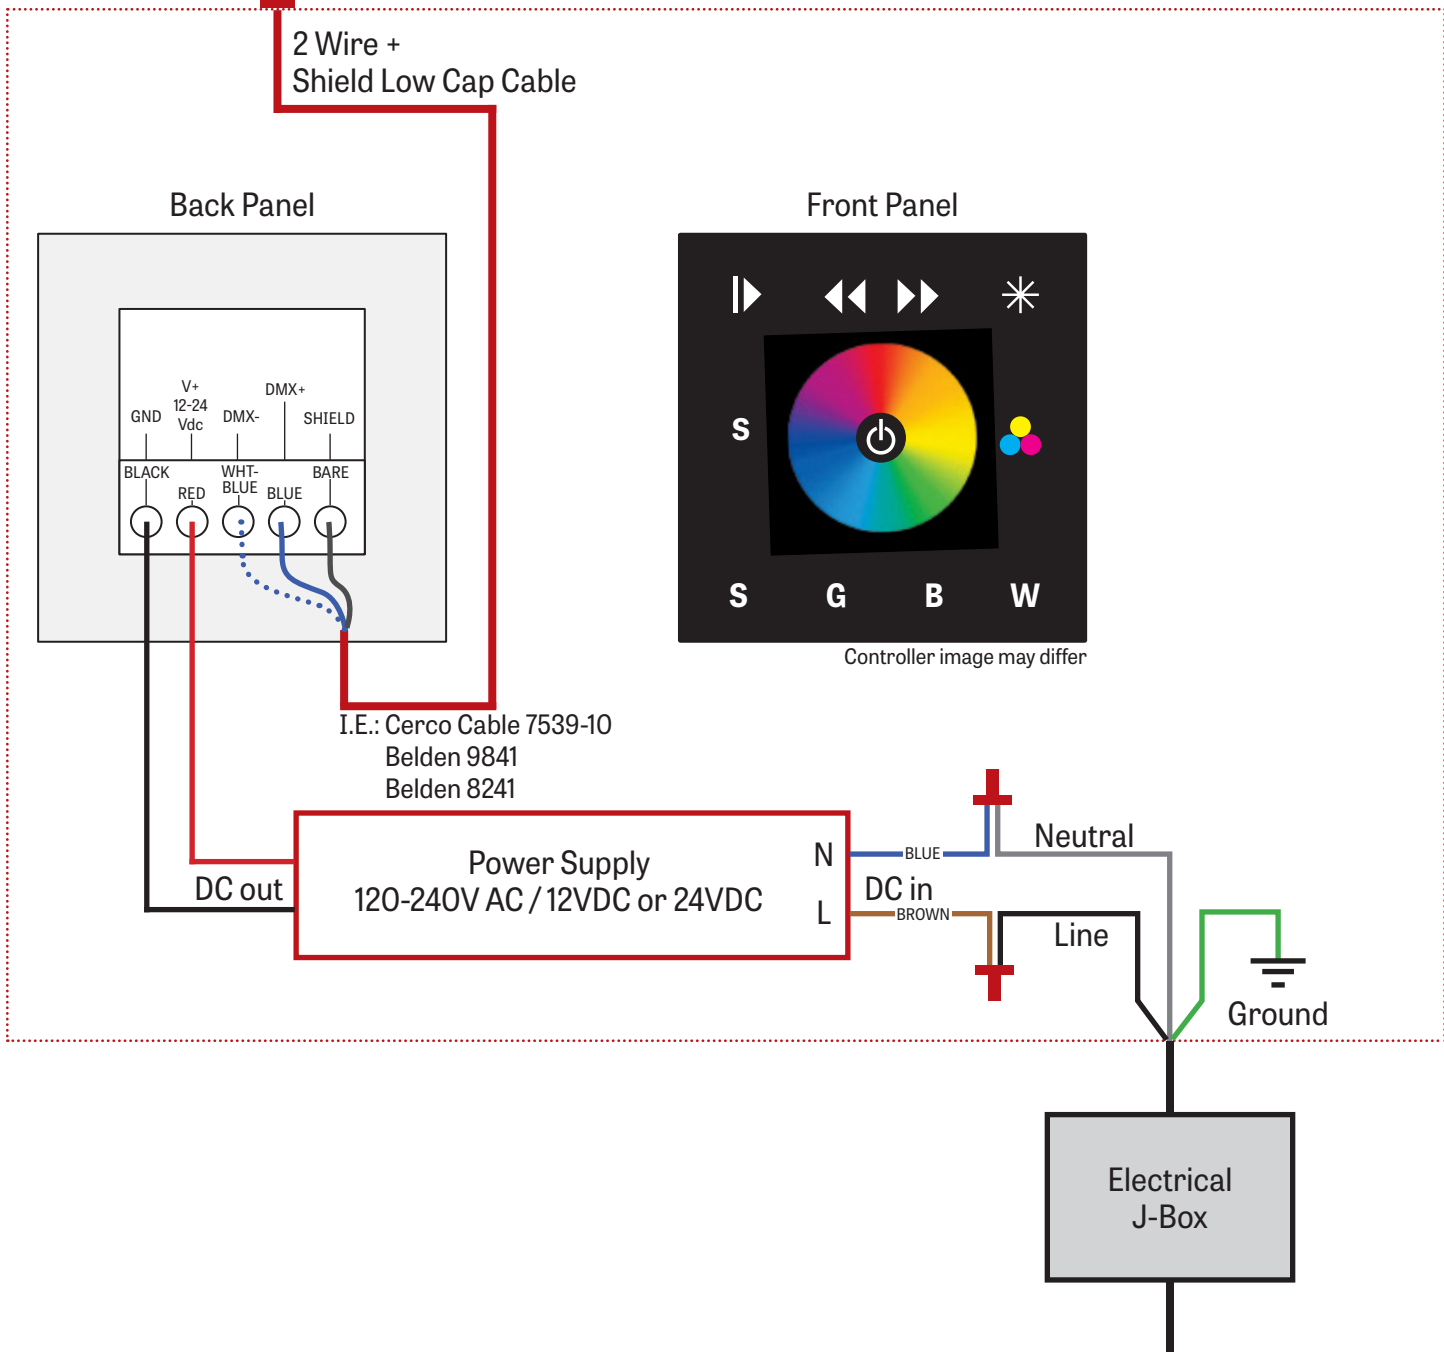 2 Wire +
Shield Low Cap Cable
Back Panel
Front Panel
GND
V+
12-24
Vdc
DMX-
DMX+
SHIELD
BLACK
RED
WHT-
BLUE
BLUE
BARE
S
S
G
B
W
Controller image may differ
I.E.: Cerco Cable 7539-10
Belden 9841
Belden 8241
Power Supply
120-240V AC / 12VDC or 24VDC
DC out
N
L
BLUE
DC in
BROWN
Neutral
Line
Ground
Electrical
J-Box